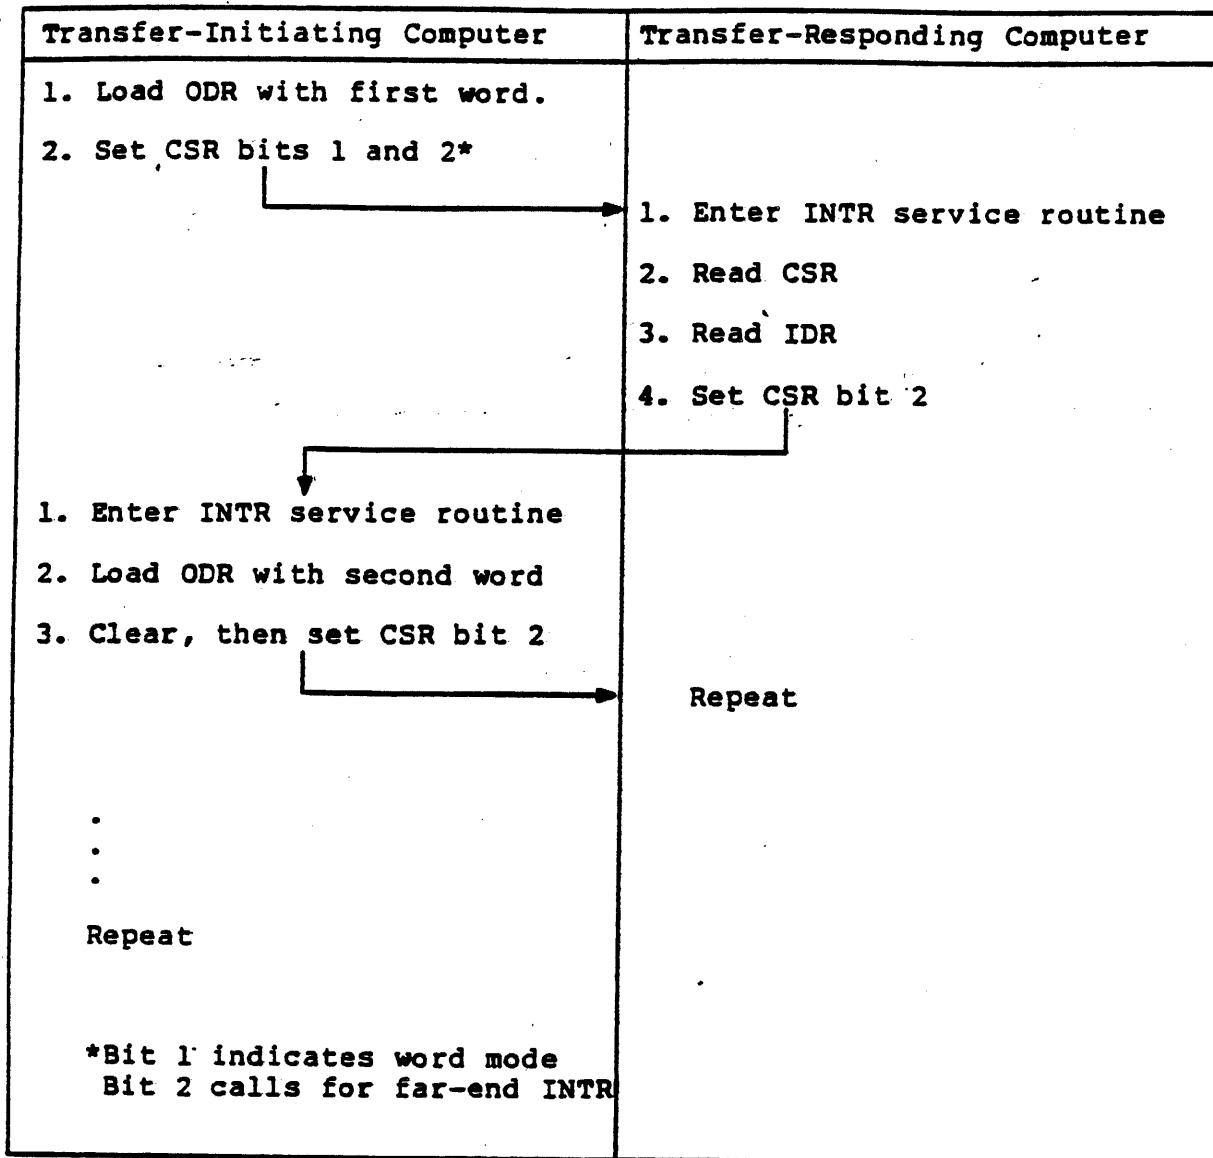 Transfer-Initiating Computer
Transfer-Responding Computer
1. Load ODR with first word.
2. Set CSR bits 1 and 2*
1. Enter INTR service routine
2. Read CSR
3. Read IDR
4. Set CSR bit 2
1. Enter INTR service routine
2. Load ODR with second word
3. Clear, then set CSR bit 2
Repeat
.
.
.
Repeat
*Bit 1 indicates word mode
Bit 2 calls for far-end INTR